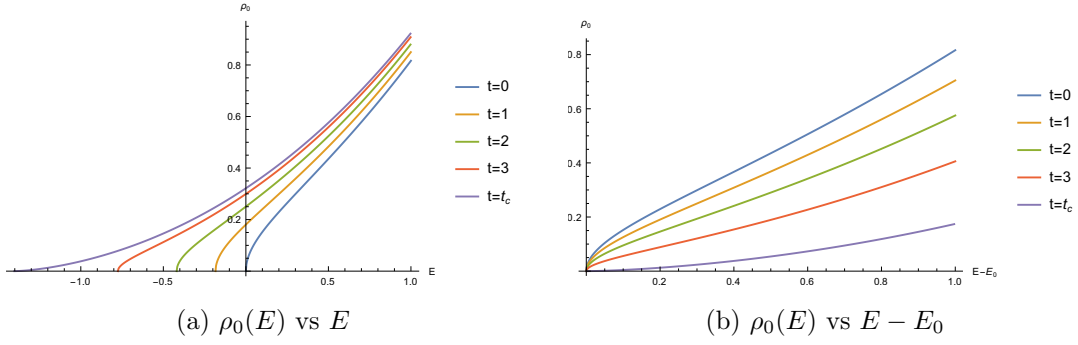 ρ₀
0.8
0.6
0.4
0.2
-1.0
-0.5
0.0
0.5
1.0
E
t=0
t=1
t=2
t=3
t=t_c
(a) ρ₀(E) vs E
ρ₀
0.8
0.6
0.4
0.2
0.2
0.4
0.6
0.8
1.0
E-E₀
t=0
t=1
t=2
t=3
t=t_c
(b) ρ₀(E) vs E − E₀